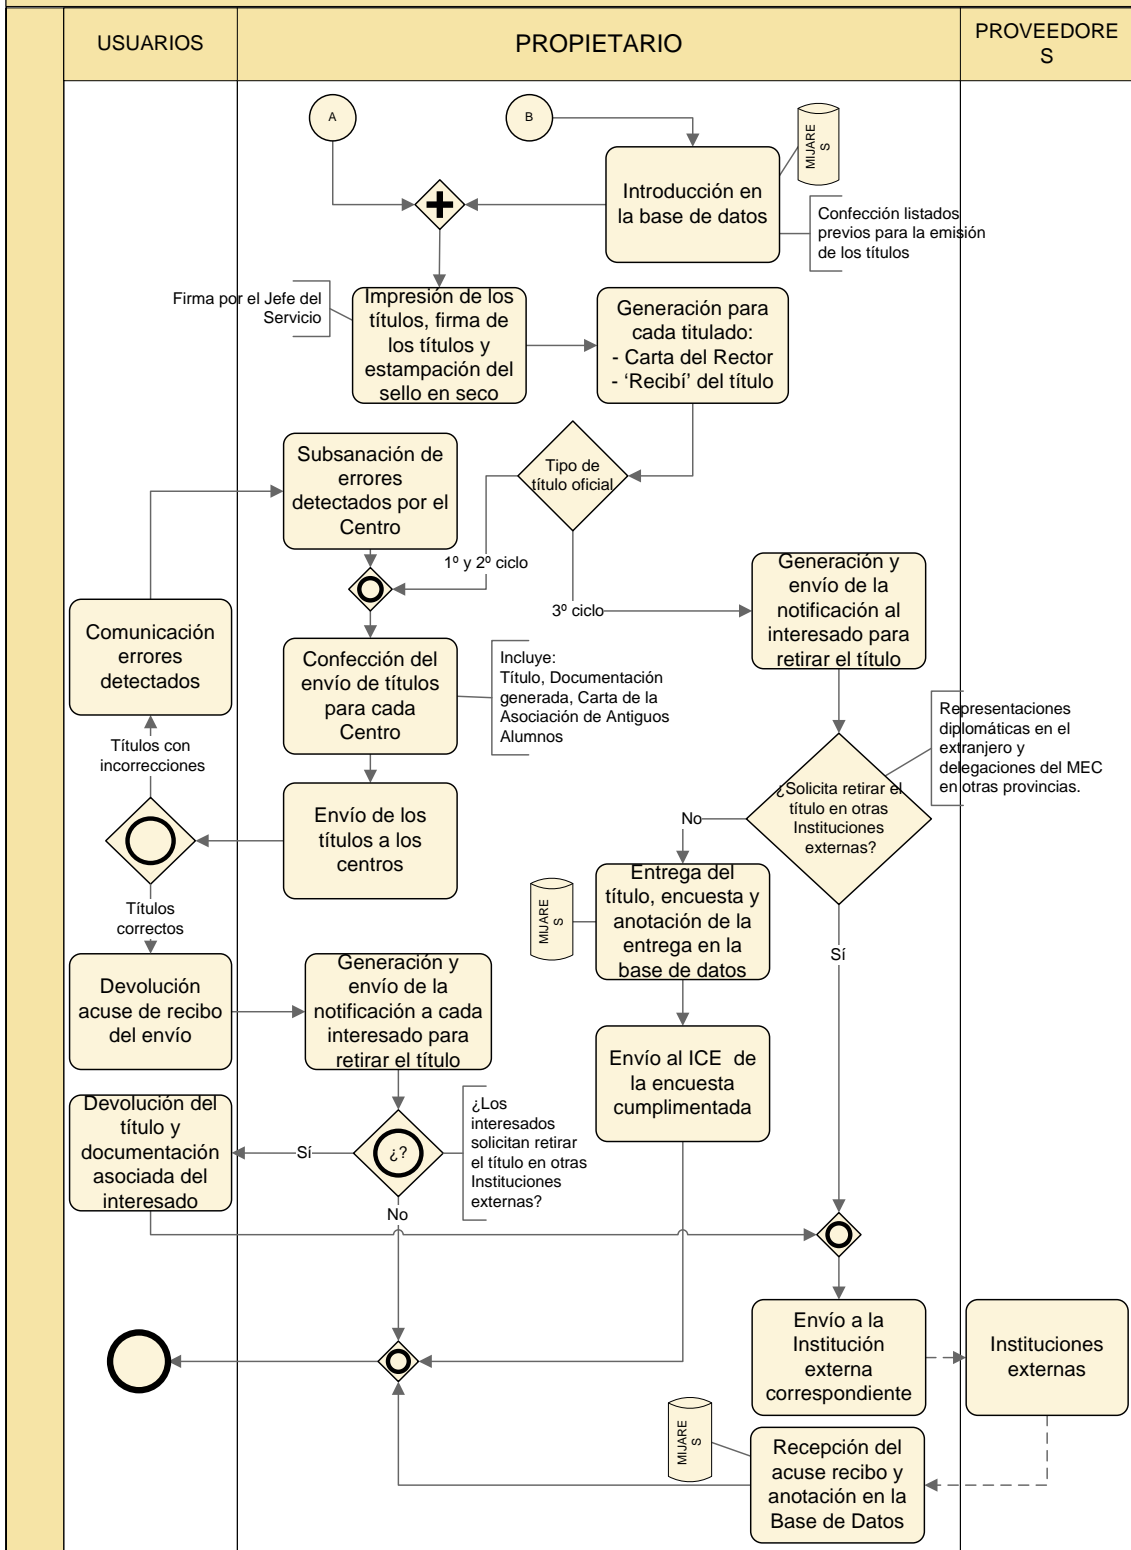 USUARIOS
PROPIETARIO
PROVEEDORE
S
A
B
MIJARE
S
Introducción en
la base de datos
Confección listados
previos para la emisión
de los títulos
Firma por el Jefe del
Servicio
Impresión de los
títulos, firma de
los títulos y
estampación del
sello en seco
Generación para
cada titulado:
- Carta del Rector
- ‘Recibí’ del título
Subsanación de
errores
detectados por el
Centro
Tipo de
título oficial
1º y 2º ciclo
3º ciclo
Generación y
envío de la
notificación al
interesado para
retirar el título
Comunicación
errores
detectados
Confección del
envío de títulos
para cada
Centro
Incluye:
Título, Documentación
generada, Carta de la
Asociación de Antiguos
Alumnos
Representaciones
diplomáticas en el
extranjero y
delegaciones del MEC
en otras provincias.
Títulos con
incorrecciones
¿Solicita retirar el
título en otras
Instituciones
externas?
No
Sí
Envío de los
títulos a los
centros
Títulos
correctos
MIJARE
S
Entrega del
título, encuesta y
anotación de la
entrega en la
base de datos
Devolución
acuse de recibo
del envío
Generación y
envío de la
notificación a cada
interesado para
retirar el título
Envío al ICE  de
la encuesta
cumplimentada
Devolución del
título y
documentación
asociada del
interesado
Sí
¿?
¿Los
interesados
solicitan retirar
el título en otras
Instituciones
externas?
No
Envío a la
Institución
externa
correspondiente
Instituciones
externas
MIJARE
S
Recepción del
acuse recibo y
anotación en la
Base de Datos